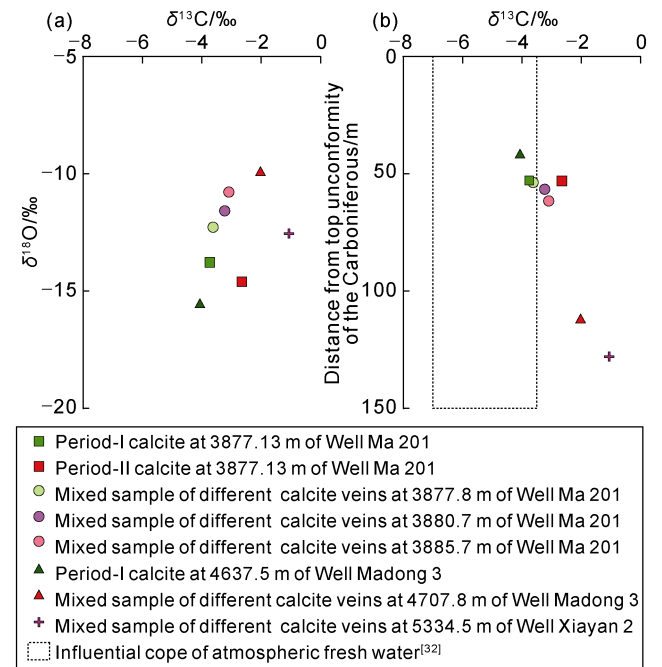 (a) δ¹³C/‰ (b) δ¹³C/‰
−8 −6 −4 −2 0 −8 −6 −4 −2 0
−5 0
−10 50
−15 100
−20 150
δ¹⁸O/‰
Distance from top unconformity
of the Carboniferous/m
Period-I calcite at 3877.13 m of Well Ma 201
Period-II calcite at 3877.13 m of Well Ma 201
Mixed sample of different calcite veins at 3877.8 m of Well Ma 201
Mixed sample of different calcite veins at 3880.7 m of Well Ma 201
Mixed sample of different calcite veins at 3885.7 m of Well Ma 201
Period-I calcite at 4637.5 m of Well Madong 3
Mixed sample of different calcite veins at 4707.8 m of Well Madong 3
Mixed sample of different calcite veins at 5334.5 m of Well Xiayan 2
Influential cope of atmospheric fresh water[32]